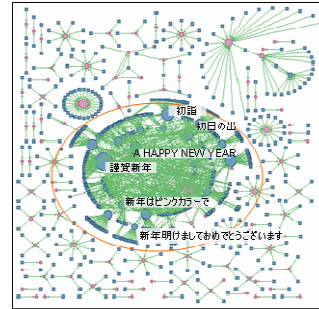 初詣
初日の出
A HAPPY NEW YEAR
謹賀新年
新年はピンクカラーで
新年明けましておめでとうございます